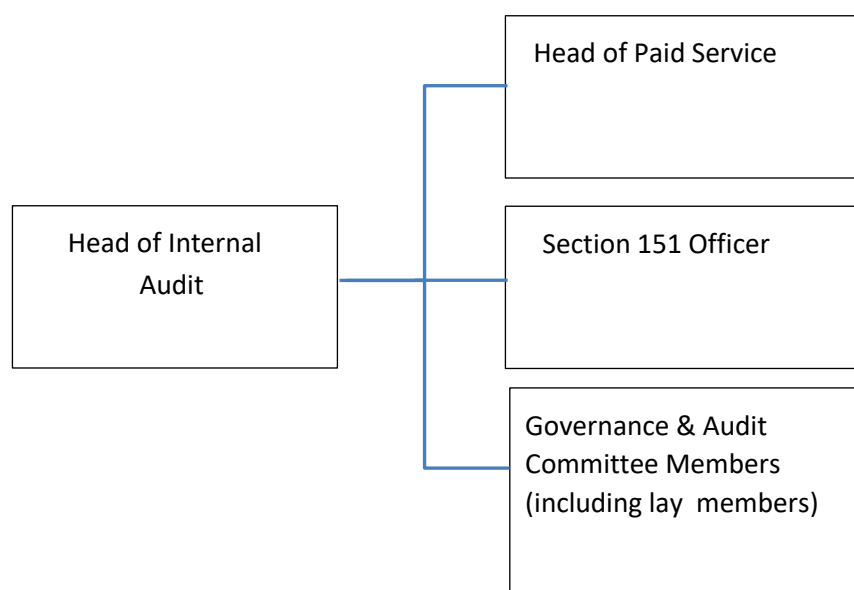 Head of Paid Service
Head of Internal
Audit
Section 151 Officer
Governance & Audit
Committee Members
(including lay  members)